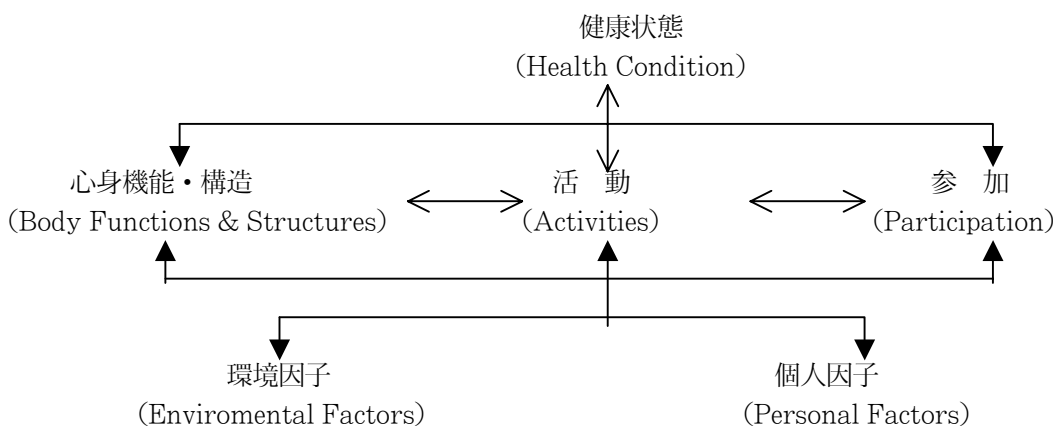 健康状態
(Health Condition)
心身機能・構造 活　動 参　加
(Body Functions & Structures) (Activities) (Participation)
環境因子 個人因子
(Enviromental Factors) (Personal Factors)